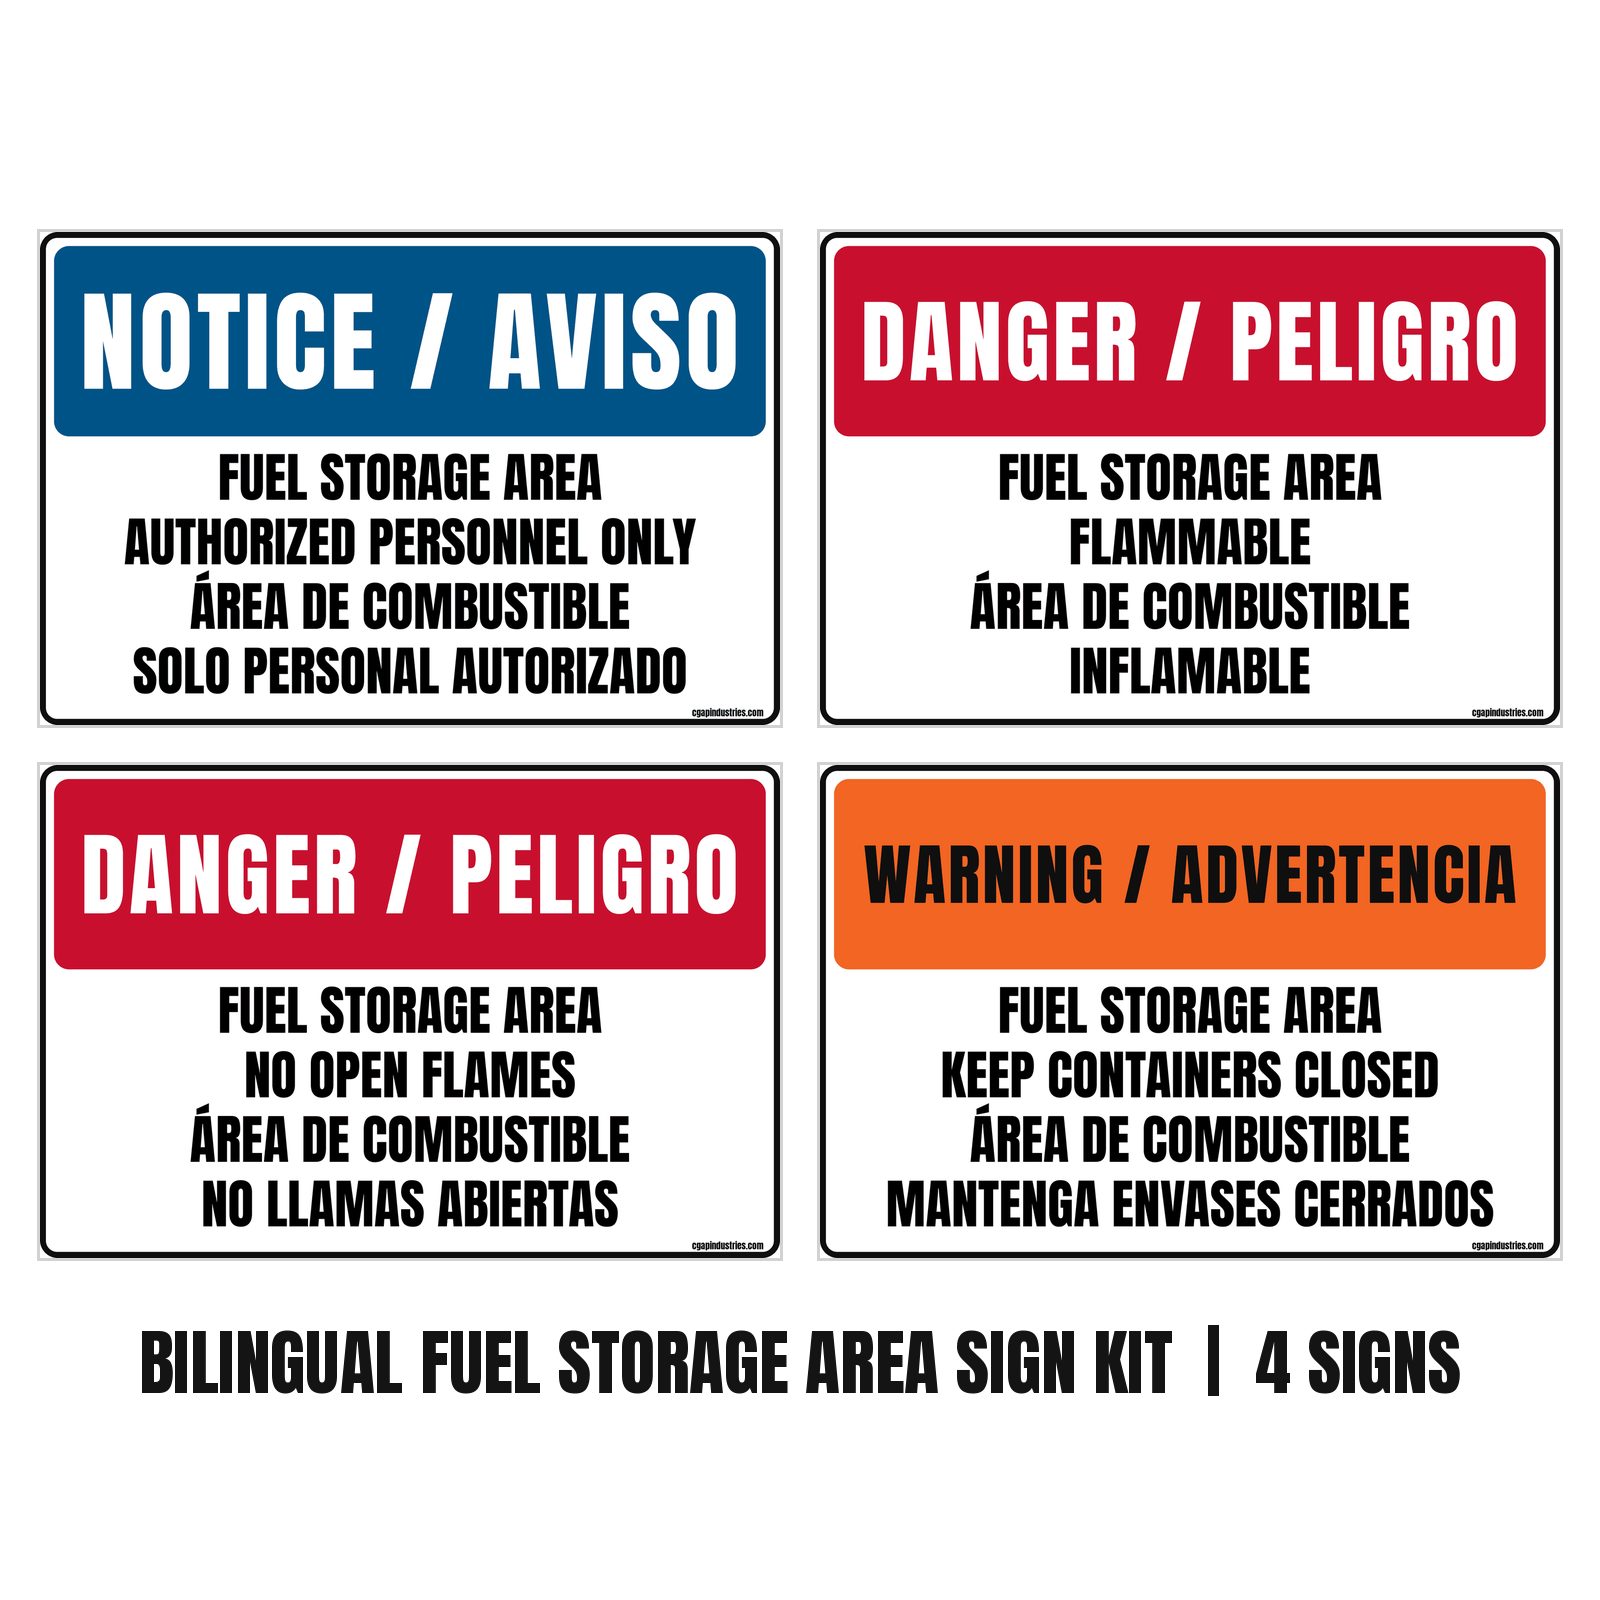 NOTICE / AVISO
FUEL STORAGE AREA
AUTHORIZED PERSONNEL ONLY
ÁREA DE COMBUSTIBLE
SOLO PERSONAL AUTORIZADO
cgapindustries.com
DANGER / PELIGRO
FUEL STORAGE AREA
FLAMMABLE
ÁREA DE COMBUSTIBLE
INFLAMABLE
cgapindustries.com
DANGER / PELIGRO
FUEL STORAGE AREA
NO OPEN FLAMES
ÁREA DE COMBUSTIBLE
NO LLAMAS ABIERTAS
cgapindustries.com
WARNING / ADVERTENCIA
FUEL STORAGE AREA
KEEP CONTAINERS CLOSED
ÁREA DE COMBUSTIBLE
MANTENGA ENVASES CERRADOS
cgapindustries.com
BILINGUAL FUEL STORAGE AREA SIGN KIT | 4 SIGNS